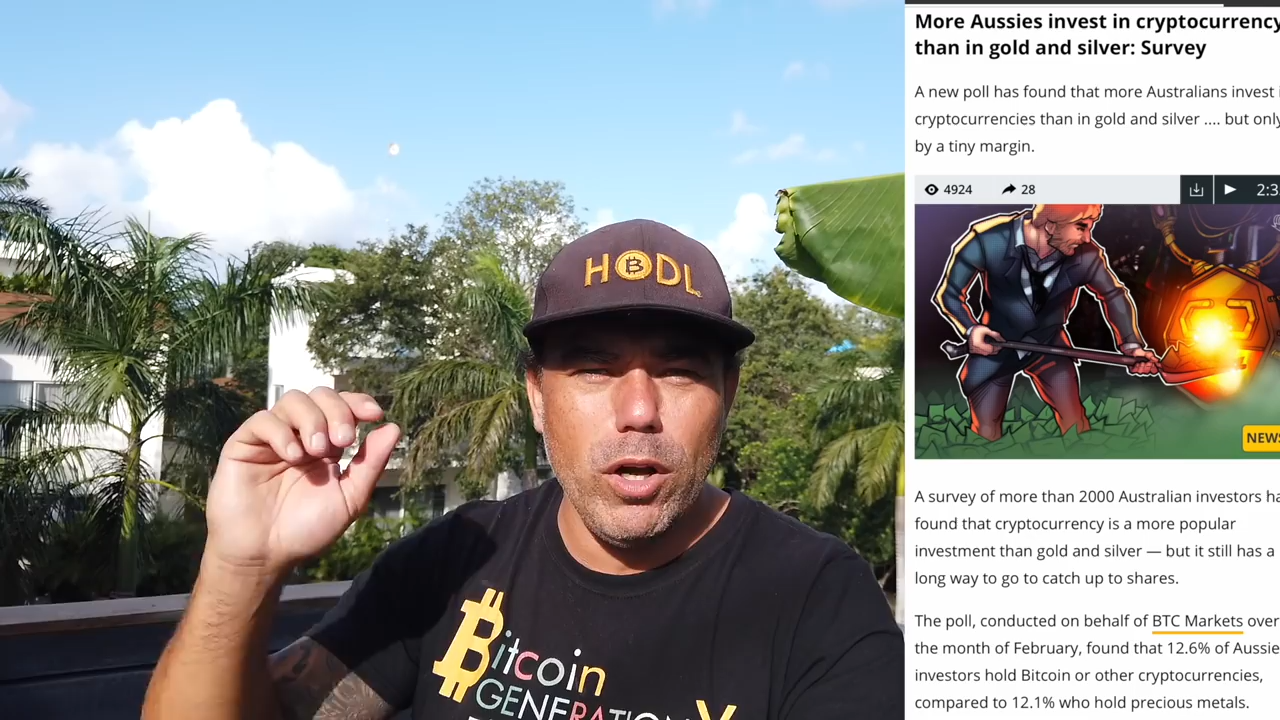 HODL
Bitcoin
GENERATION
Y
More Aussies invest in cryptocurrency
than in gold and silver: Survey
A new poll has found that more Australians invest i
cryptocurrencies than in gold and silver .... but only
by a tiny margin.
4924 28 2:3
NEWS
A survey of more than 2000 Australian investors ha
found that cryptocurrency is a more popular
investment than gold and silver — but it still has a
long way to go to catch up to shares.
The poll, conducted on behalf of BTC Markets over
the month of February, found that 12.6% of Aussie
investors hold Bitcoin or other cryptocurrencies,
compared to 12.1% who hold precious metals.